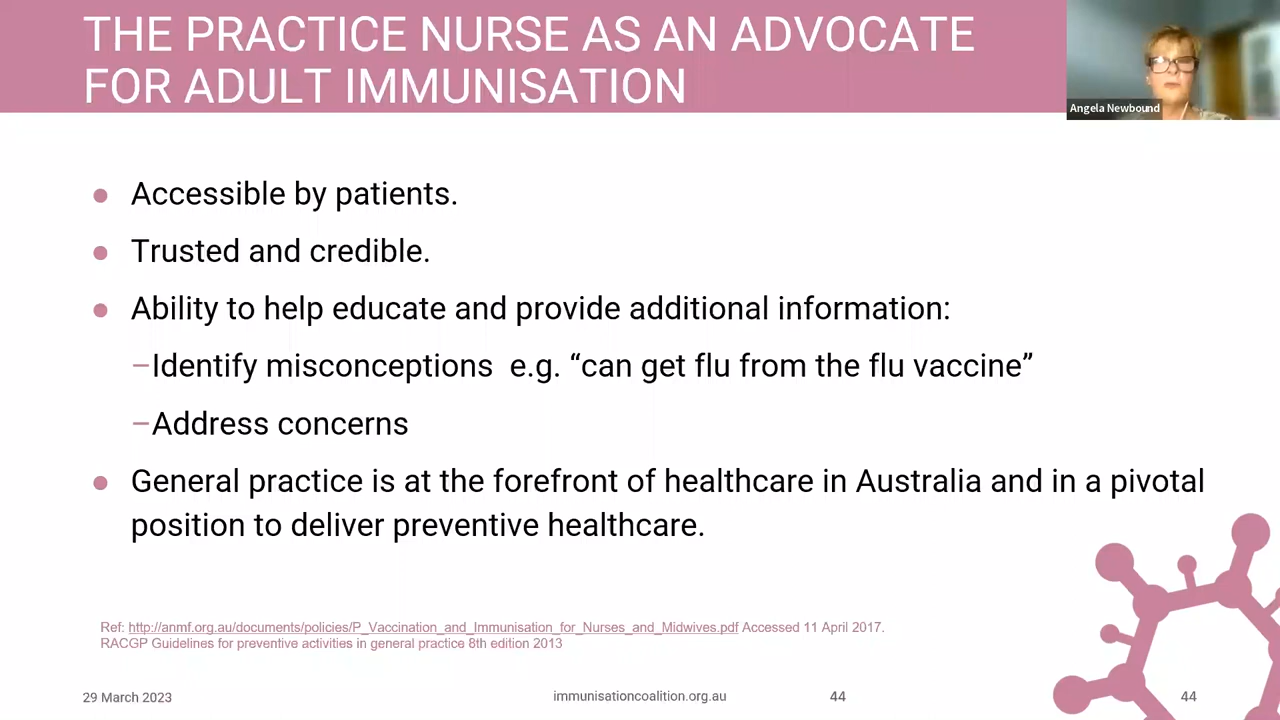 THE PRACTICE NURSE AS AN ADVOCATE
FOR ADULT IMMUNISATION
Angela Newbound
● Accessible by patients.
● Trusted and credible.
● Ability to help educate and provide additional information:
–Identify misconceptions e.g. “can get flu from the flu vaccine”
–Address concerns
● General practice is at the forefront of healthcare in Australia and in a pivotal
position to deliver preventive healthcare.
Ref: http://anmf.org.au/documents/policies/P_Vaccination_and_Immunisation_for_Nurses_and_Midwives.pdf Accessed 11 April 2017.
RACGP Guidelines for preventive activities in general practice 8th edition 2013
29 March 2023 immunisationcoalition.org.au 44 44